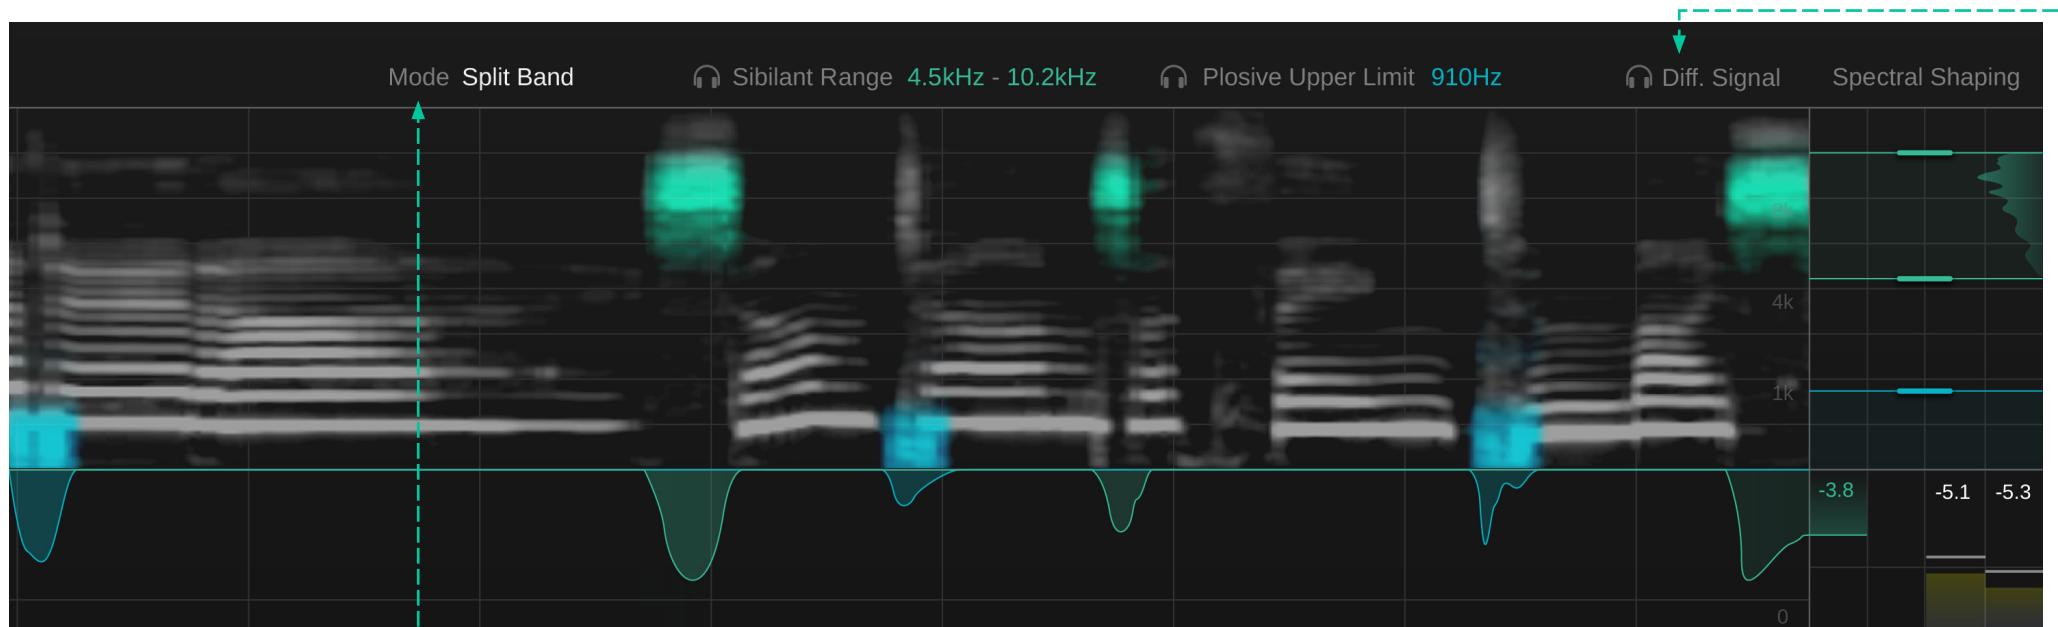 Mode Split Band Sibilant Range 4.5kHz - 10.2kHz Plosive Upper Limit 910Hz Diff. Signal Spectral Shaping
8k
4k
1k
-3.8 -5.1 -5.3
0